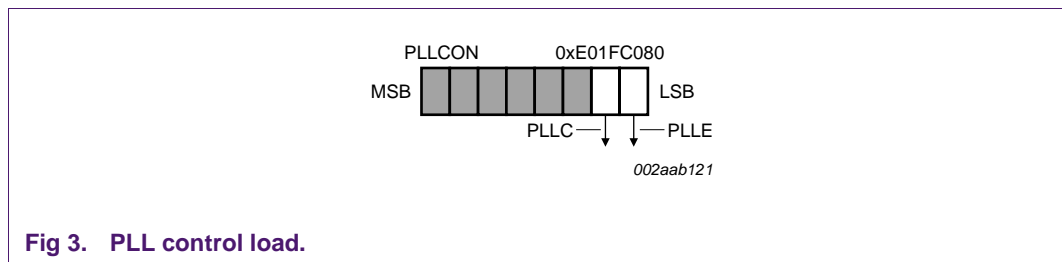 PLLCON 0xE01FC080
MSB LSB
PLLC PLLE
002aab121
Fig 3. PLL control load.